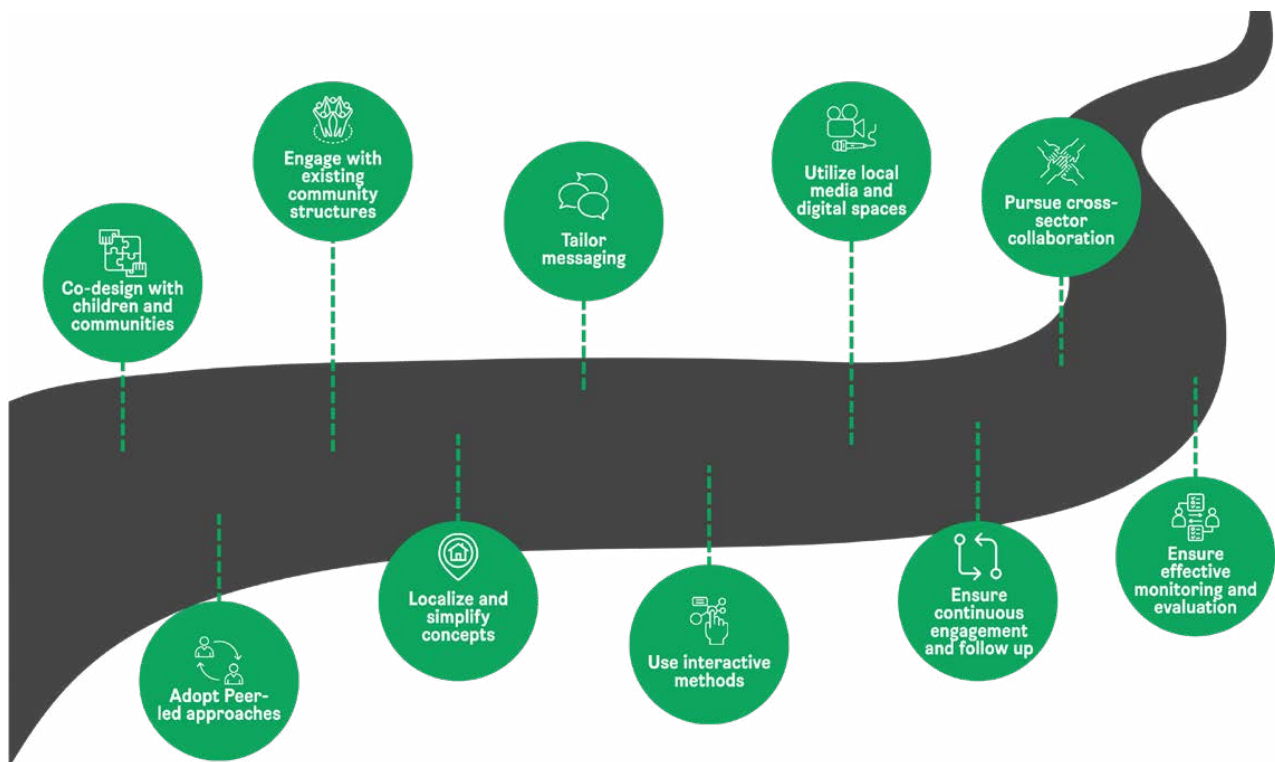 Co-design with
children and
communities
Adopt Peer-
led approaches
Engage with
existing
community
structures
Localize and
simplify
concepts
Tailor
messaging
Use interactive
methods
Utilize local
media and
digital spaces
Ensure
continuous
engagement
and follow up
Pursue cross-
sector
collaboration
Ensure
effective
monitoring and
evaluation